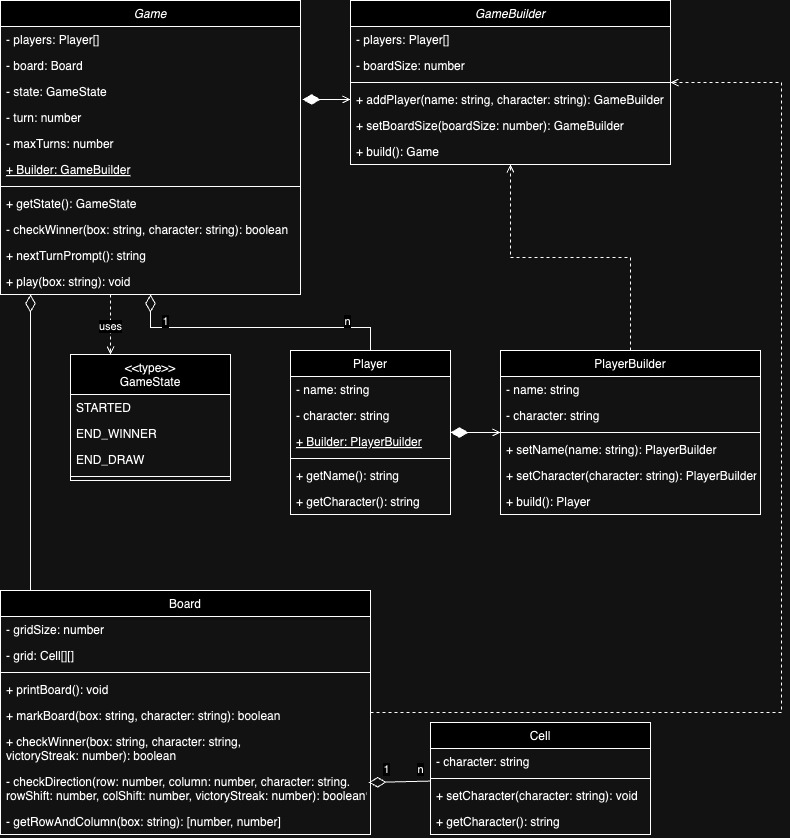 Game
- players: Player[]
- board: Board
- state: GameState
- turn: number
- maxTurns: number
+ Builder: GameBuilder
+ getState(): GameState
- checkWinner(box: string, character: string): boolean
+ nextTurnPrompt(): string
+ play(box: string): void
GameBuilder
- players: Player[]
- boardSize: number
+ addPlayer(name: string, character: string): GameBuilder
+ setBoardSize(boardSize: number): GameBuilder
+ build(): Game
uses
1
n
<<type>>
GameState
STARTED
END_WINNER
END_DRAW
Player
- name: string
- character: string
+ Builder: PlayerBuilder
+ getName(): string
+ getCharacter(): string
PlayerBuilder
- name: string
- character: string
+ setName(name: string): PlayerBuilder
+ setCharacter(character: string): PlayerBuilder
+ build(): Player
Board
- gridSize: number
- grid: Cell[][]
+ printBoard(): void
+ markBoard(box: string, character: string): boolean
+ checkWinner(box: string, character: string,
victoryStreak: number): boolean
- checkDirection(row: number, column: number, character: string.
rowShift: number, colShift: number, victoryStreak: number): boolean
- getRowAndColumn(box: string): [number, number]
1
n
Cell
- character: string
+ setCharacter(character: string): void
+ getCharacter(): string